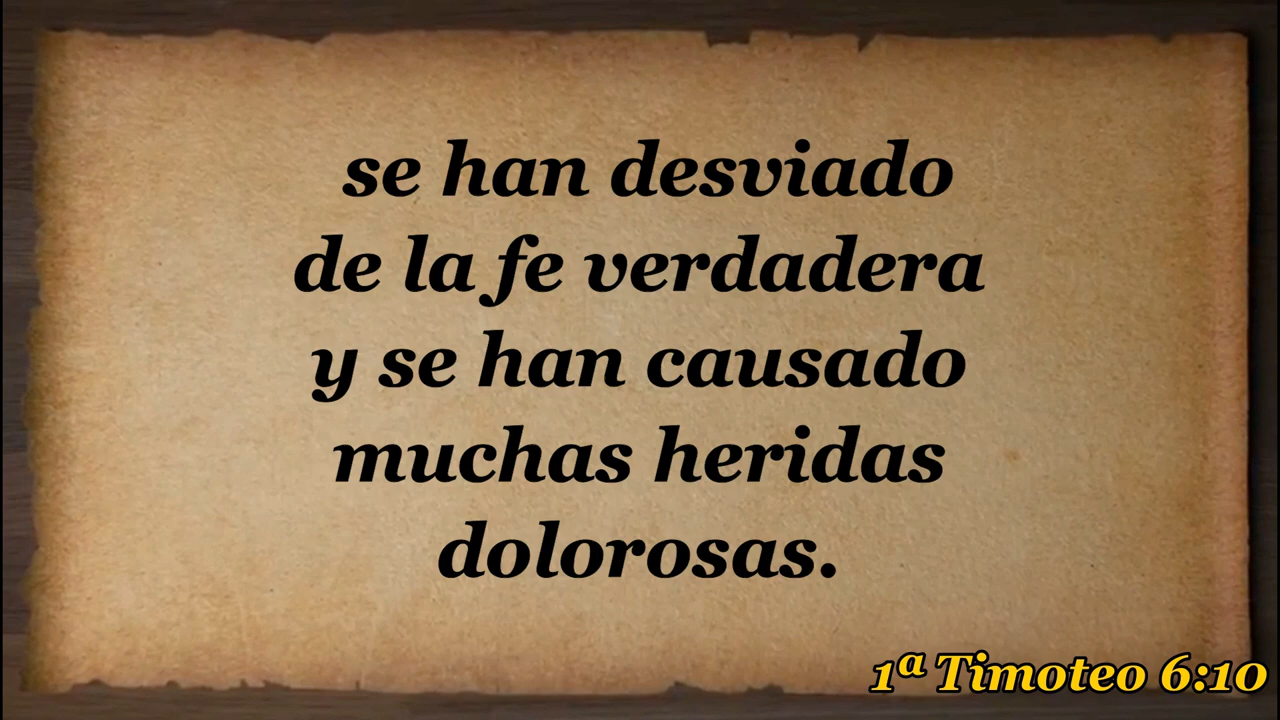 se han desviado
de la fe verdadera
y se han causado
muchas heridas
dolorosas.
1ª Timoteo 6:10